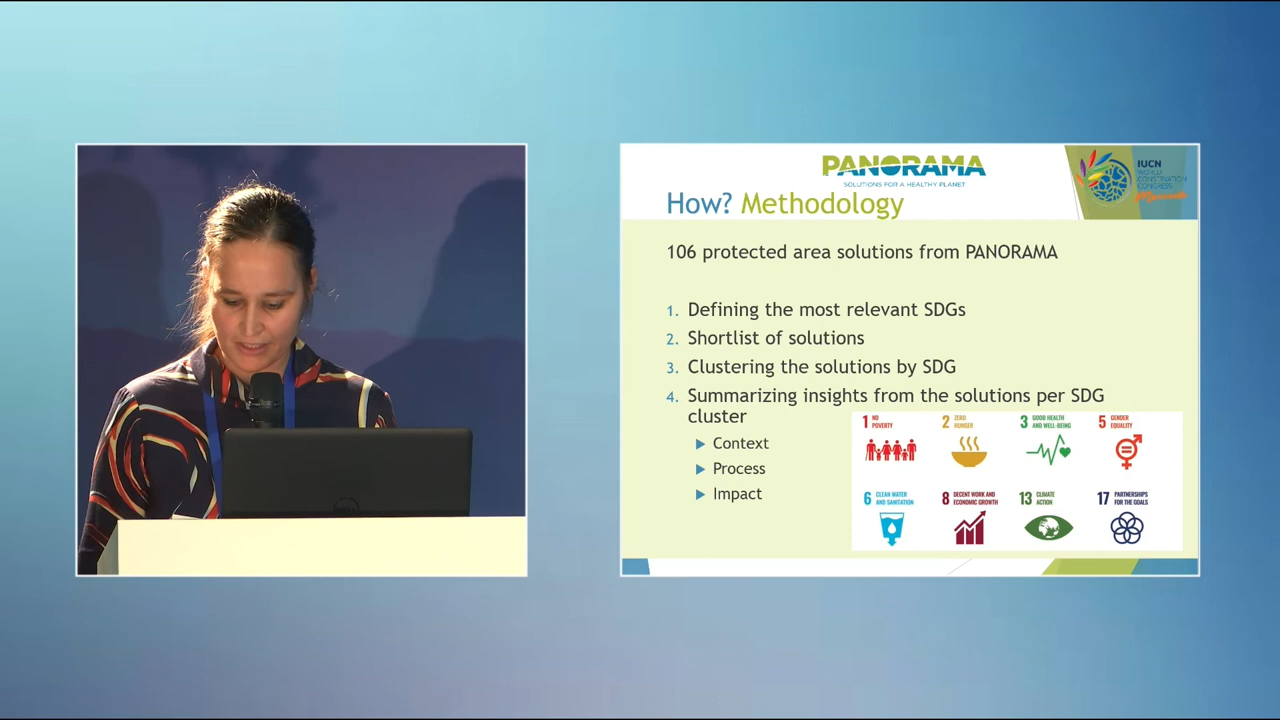 PANORAMA
SOLUTIONS FOR A HEALTHY PLANET
IUCN
WORLD
CONSERVATION
CONGRESS
Marseille
How? Methodology
106 protected area solutions from PANORAMA
1. Defining the most relevant SDGs
2. Shortlist of solutions
3. Clustering the solutions by SDG
4. Summarizing insights from the solutions per SDG
cluster
Context
Process
Impact
1 NO
POVERTY
2 ZERO
HUNGER
3 GOOD HEALTH
AND WELL-BEING
5 GENDER
EQUALITY
6 CLEAN WATER
AND SANITATION
8 DECENT WORK AND
ECONOMIC GROWTH
13 CLIMATE
ACTION
17 PARTNERSHIPS
FOR THE GOALS